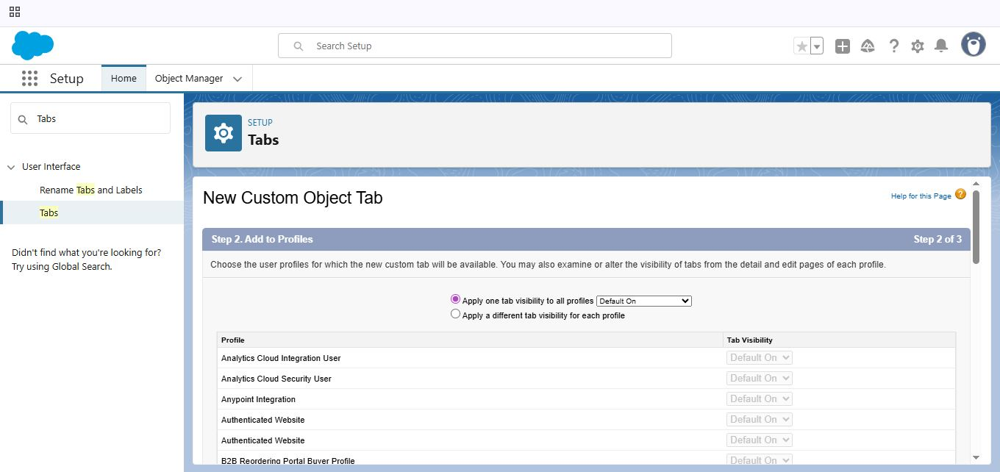 Search Setup
Setup
Home
Object Manager
Tabs
User Interface
Rename Tabs and Labels
Tabs
Didn't find what you're looking for?
Try using Global Search.
SETUP
Tabs
New Custom Object Tab
Help for this Page ?
Step 2. Add to Profiles
Step 2 of 3
Choose the user profiles for which the new custom tab will be available. You may also examine or alter the visibility of tabs from the detail and edit pages of each profile.
Apply one tab visibility to all profiles Default On
Apply a different tab visibility for each profile
Profile Tab Visibility
Analytics Cloud Integration User Default On
Analytics Cloud Security User Default On
Anypoint Integration Default On
Authenticated Website Default On
Authenticated Website Default On
B2B Reordering Portal Buyer Profile Default On